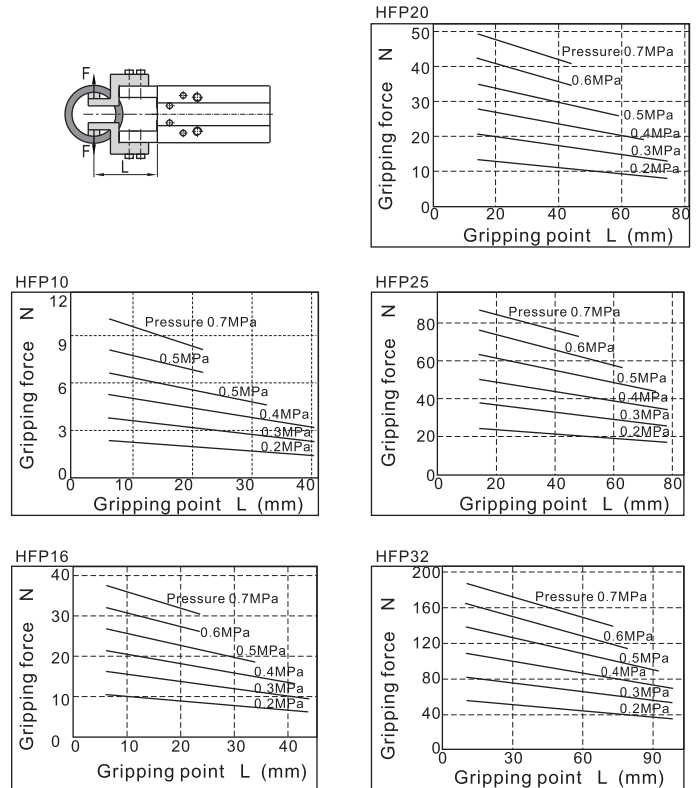 F
F
L
HFP20
Gripping force N
50
40
30
20
10
0
Pressure 0.7MPa
0.6MPa
0.5MPa
0.4MPa
0.3MPa
0.2MPa
0 20 40 60 80
Gripping point L (mm)
HFP10
Gripping force N
12
9
6
3
0
Pressure 0.7MPa
0.5MPa
0.5MPa
0.4MPa
0.3MPa
0.2MPa
0 10 20 30 40
Gripping point L (mm)
HFP25
Gripping force N
80
60
40
20
0
Pressure 0.7MPa
0.6MPa
0.5MPa
0.4MPa
0.3MPa
0.2MPa
0 20 40 60 80
Gripping point L (mm)
HFP16
Gripping force N
40
30
20
10
0
Pressure 0.7MPa
0.6MPa
0.5MPa
0.4MPa
0.3MPa
0.2MPa
0 10 20 30 40
Gripping point L (mm)
HFP32
Gripping force N
200
160
120
80
40
0
Pressure 0.7MPa
0.6MPa
0.5MPa
0.4MPa
0.3MPa
0.2MPa
0 30 60 90
Gripping point L (mm)